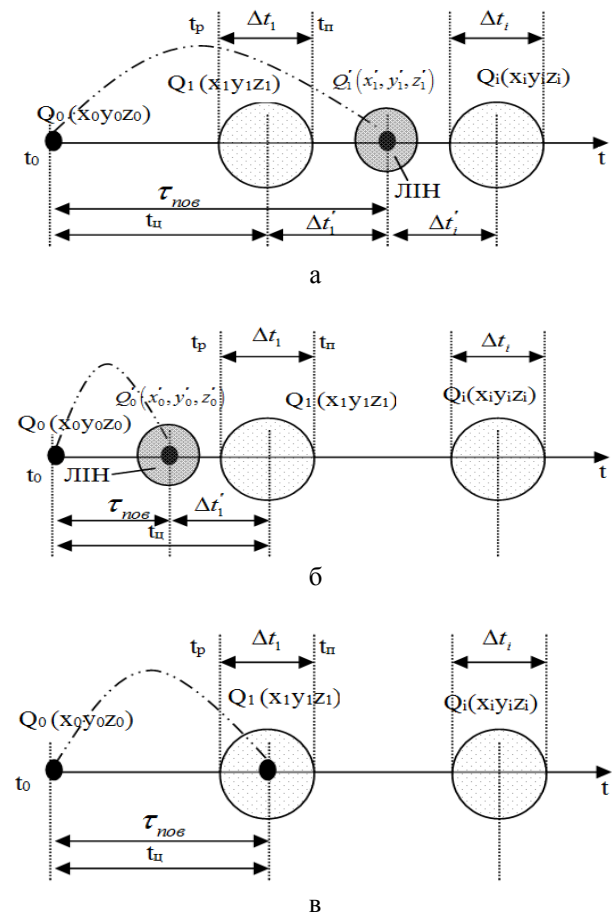 tр Δt₁ tп Δtᵢ
Q₁(x₁y₁z₁) Q′₁(x′₁, y′₁, z′₁) Qᵢ(xᵢyᵢzᵢ)
Q₀(x₀y₀z₀)
t₀ t
ЛІН
τпов
tц Δt′₁ Δt′ᵢ
а
tр Δt₁ tп Δtᵢ
Q′₀(x′₀, y′₀, z′₀) Q₁(x₁y₁z₁) Qᵢ(xᵢyᵢzᵢ)
Q₀(x₀y₀z₀)
t₀ ЛІН t
τпов Δt′₁
tц
б
tр Δt₁ tп Δtᵢ
Q₀(x₀y₀z₀) Q₁(x₁y₁z₁) Qᵢ(xᵢyᵢzᵢ)
t₀ t
τпов
tц
в